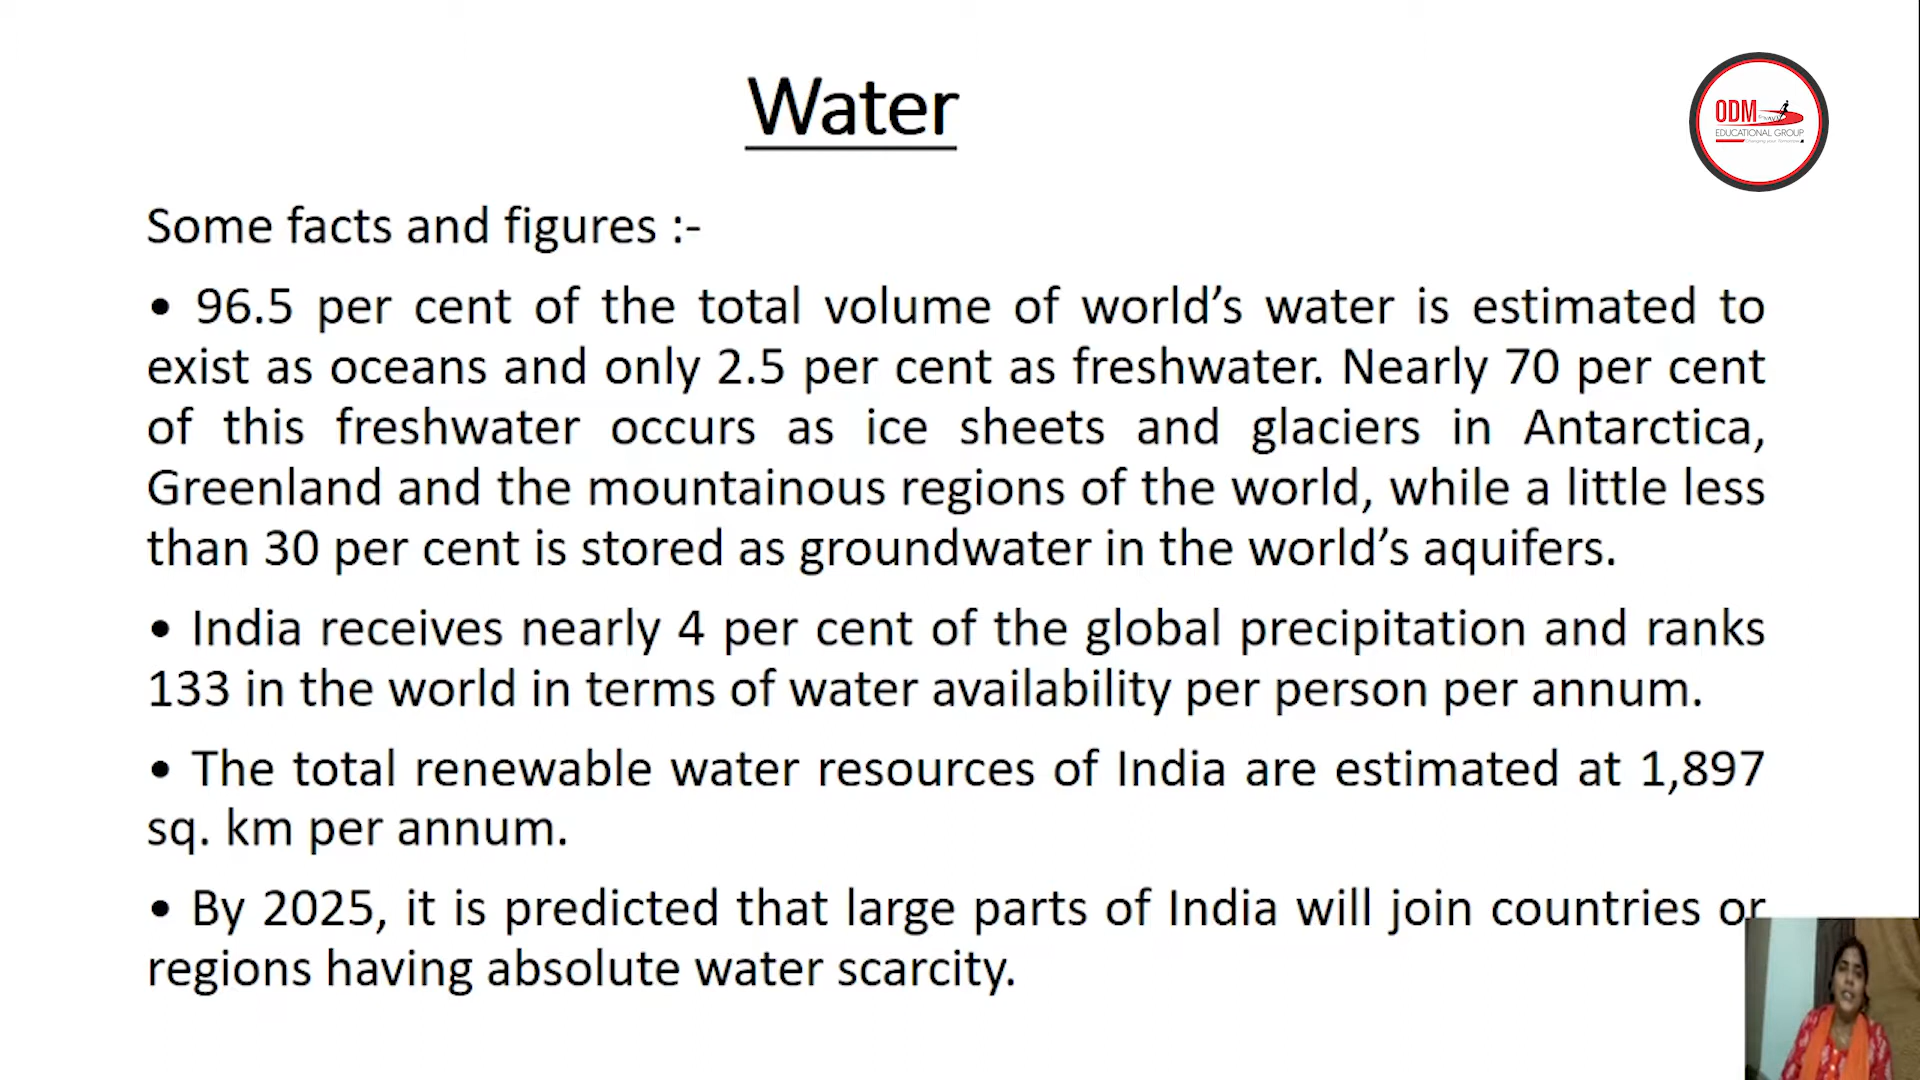 Water
ODM
EDUCATIONAL GROUP
Some facts and figures :-
• 96.5 per cent of the total volume of world’s water is estimated to
exist as oceans and only 2.5 per cent as freshwater. Nearly 70 per cent
of this freshwater occurs as ice sheets and glaciers in Antarctica,
Greenland and the mountainous regions of the world, while a little less
than 30 per cent is stored as groundwater in the world’s aquifers.
• India receives nearly 4 per cent of the global precipitation and ranks
133 in the world in terms of water availability per person per annum.
• The total renewable water resources of India are estimated at 1,897
sq. km per annum.
• By 2025, it is predicted that large parts of India will join countries or
regions having absolute water scarcity.